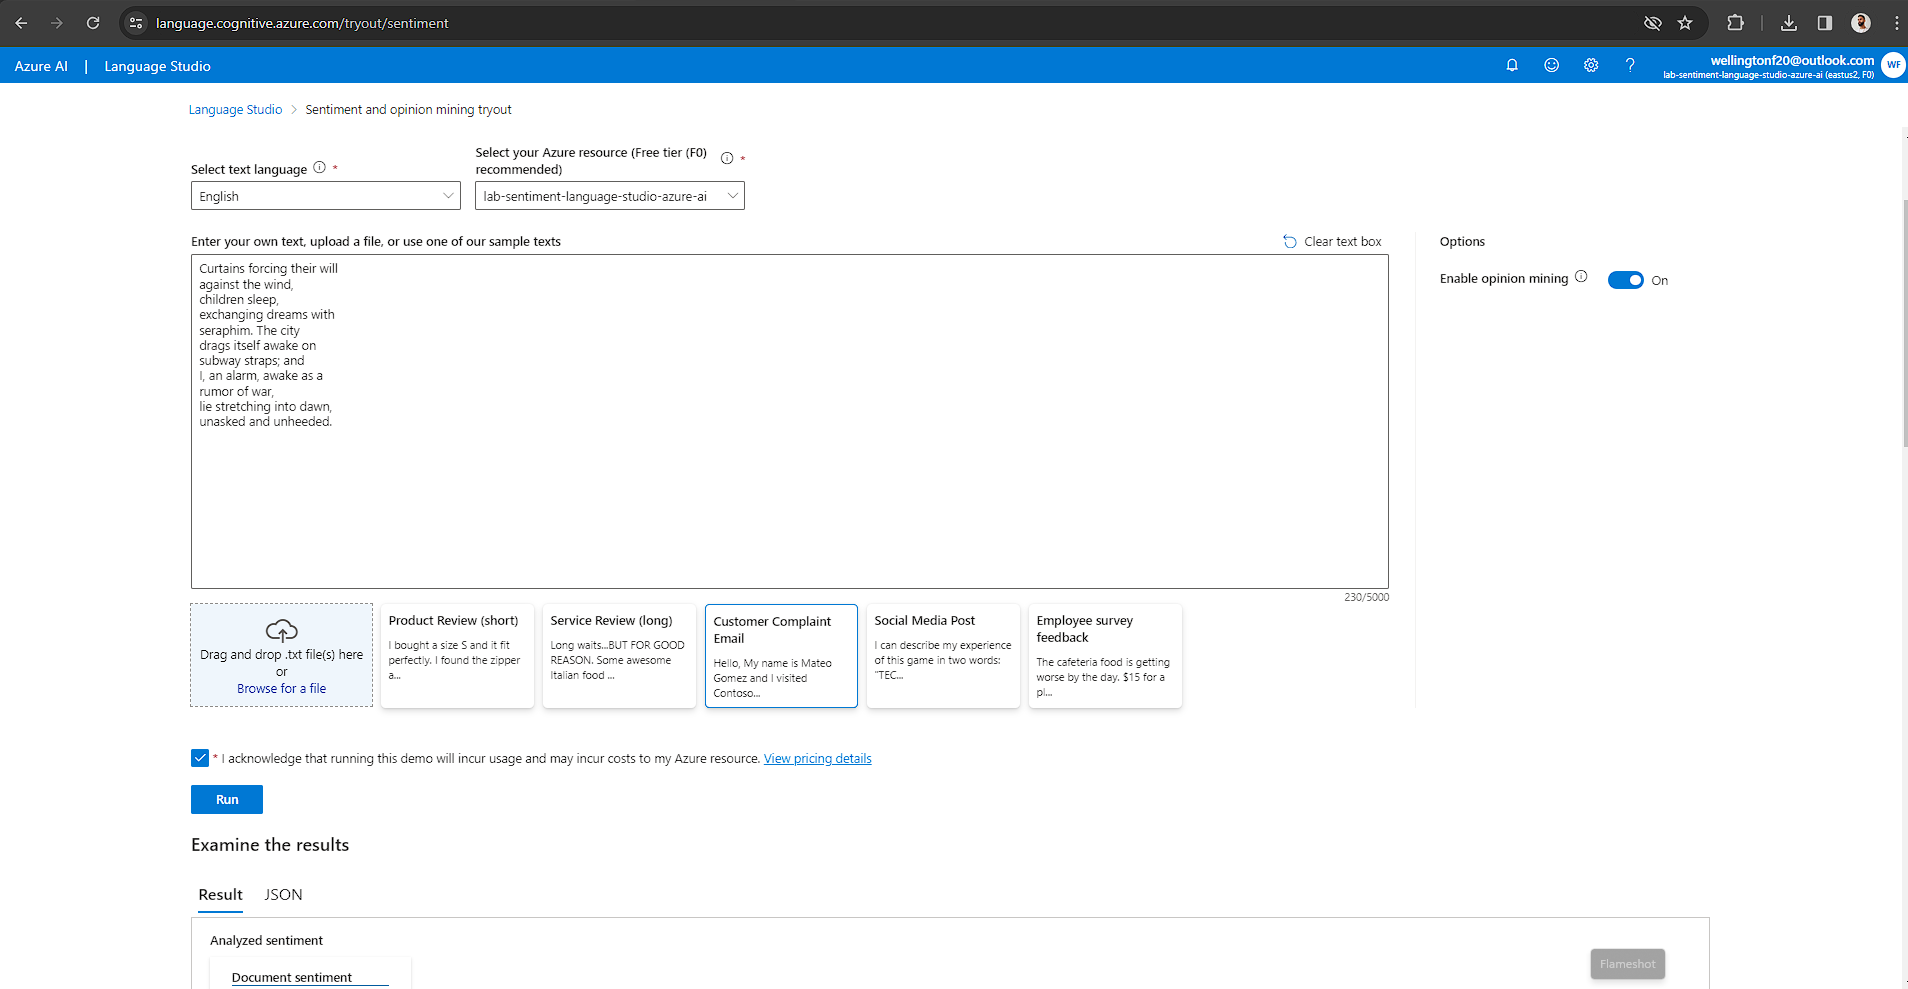 language.cognitive.azure.com/tryout/sentiment
Azure AI | Language Studio
wellingtonf20@outlook.com
lab-sentiment-language-studio-azure-ai (eastus2, F0)
WF
Language Studio > Sentiment and opinion mining tryout
Select text language *
Select your Azure resource (Free tier (F0)
recommended) *
English
lab-sentiment-language-studio-azure-ai
Enter your own text, upload a file, or use one of our sample texts
Clear text box
Curtains forcing their will
against the wind,
children sleep,
exchanging dreams with
seraphim. The city
drags itself awake on
subway straps; and
I, an alarm, awake as a
rumor of war,
lie stretching into dawn,
unasked and unheeded.
230/5000
Options
Enable opinion mining
On
Drag and drop .txt file(s) here
or
Browse for a file
Product Review (short)
I bought a size S and it fit
perfectly. I found the zipper
a...
Service Review (long)
Long waits...BUT FOR GOOD
REASON. Some awesome
Italian food ...
Customer Complaint
Email
Hello, My name is Mateo
Gomez and I visited
Contoso...
Social Media Post
I can describe my experience
of this game in two words:
"TEC...
Employee survey
feedback
The cafeteria food is getting
worse by the day. $15 for a
pl...
* I acknowledge that running this demo will incur usage and may incur costs to my Azure resource. View pricing details
Run
Examine the results
Result
JSON
Analyzed sentiment
Document sentiment
Flameshot